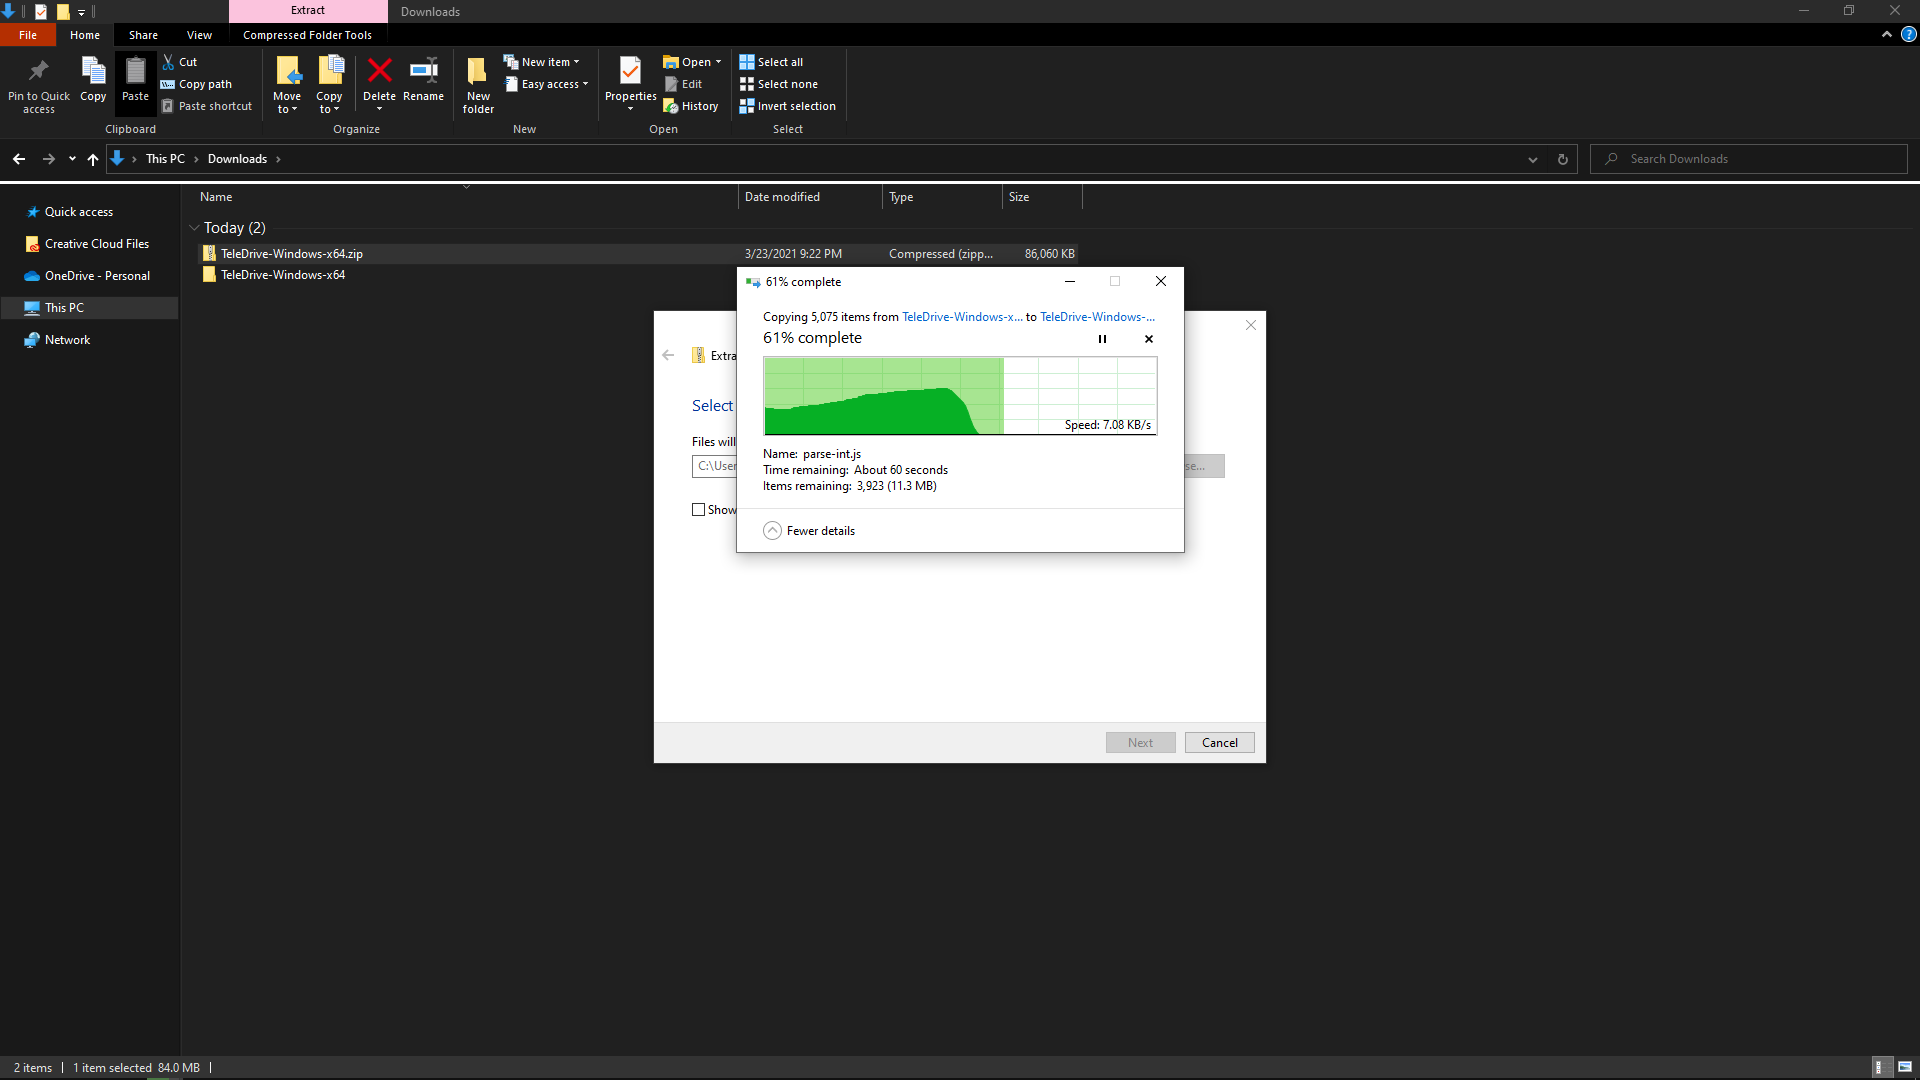 Extract
Downloads
File
Home
Share
View
Compressed Folder Tools
Pin to Quick access
Copy
Paste
Cut
Copy path
Paste shortcut
Clipboard
Move to
Copy to
Delete
Rename
Organize
New folder
New item
Easy access
New
Properties
Open
Edit
History
Open
Select all
Select none
Invert selection
Select
This PC
Downloads
Search Downloads
Name
Date modified
Type
Size
Quick access
Creative Cloud Files
OneDrive - Personal
This PC
Network
Today (2)
TeleDrive-Windows-x64.zip
3/23/2021 9:22 PM
Compressed (zipp...
86,060 KB
TeleDrive-Windows-x64
61% complete
Copying 5,075 items from TeleDrive-Windows-x... to TeleDrive-Windows-...
61% complete
Speed: 7.08 KB/s
Name: parse-int.js
Time remaining: About 60 seconds
Items remaining: 3,923 (11.3 MB)
Fewer details
Extra
Select
Files will
C:\User
se...
Show
Next
Cancel
2 items
1 item selected 84.0 MB